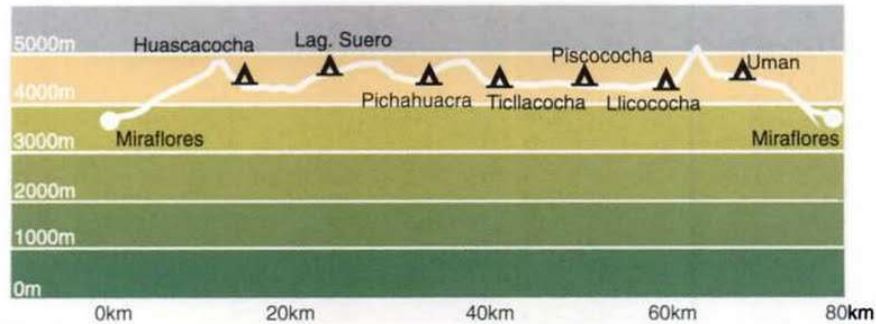 5000m
Huascacocha
Lag. Suero
Piscococha
Uman
4000m
Pichahuacra
Ticllacocha
Llicococha
3000m
Miraflores
Miraflores
2000m
1000m
0m
0km
20km
40km
60km
80km